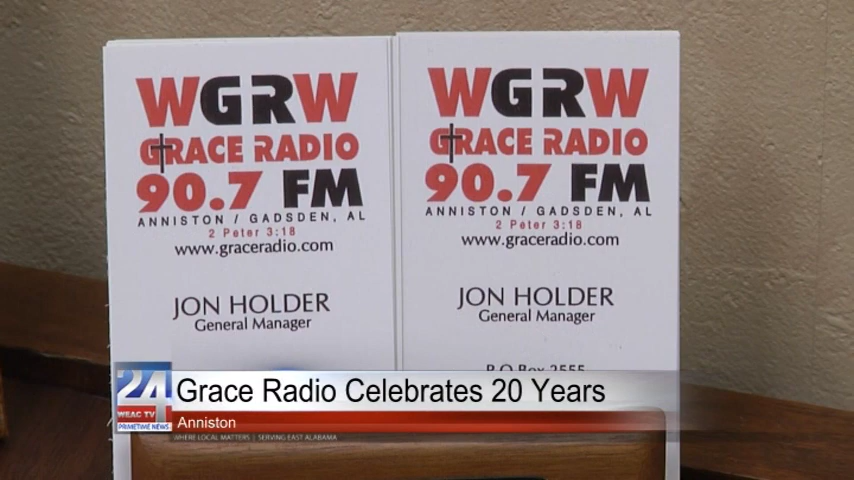 WGRW
GRACE RADIO
90.7 FM
ANNISTON / GADSDEN, AL
2 Peter 3:18
www.graceradio.com
JON HOLDER
General Manager
WGRW
GRACE RADIO
90.7 FM
ANNISTON / GADSDEN, AL
2 Peter 3:18
www.graceradio.com
JON HOLDER
General Manager
P.O Box 2555
24
WEAC TV
PRIMETIME NEWS
Grace Radio Celebrates 20 Years
Anniston
WHERE LOCAL MATTERS | SERVING EAST ALABAMA